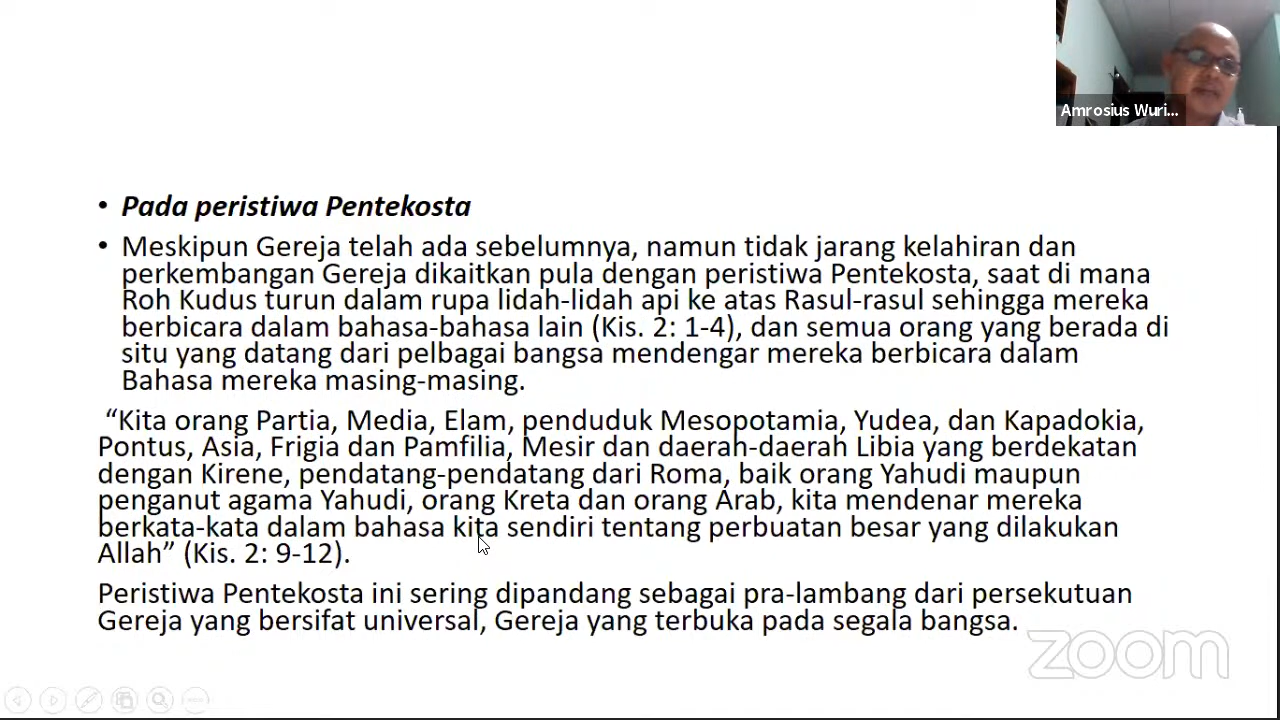 Amrosius Wuri...
• Pada peristiwa Pentekosta
• Meskipun Gereja telah ada sebelumnya, namun tidak jarang kelahiran dan
perkembangan Gereja dikaitkan pula dengan peristiwa Pentekosta, saat di mana
Roh Kudus turun dalam rupa lidah-lidah api ke atas Rasul-rasul sehingga mereka
berbicara dalam bahasa-bahasa lain (Kis. 2: 1-4), dan semua orang yang berada di
situ yang datang dari pelbagai bangsa mendengar mereka berbicara dalam
Bahasa mereka masing-masing.
“Kita orang Partia, Media, Elam, penduduk Mesopotamia, Yudea, dan Kapadokia,
Pontus, Asia, Frigia dan Pamfilia, Mesir dan daerah-daerah Libia yang berdekatan
dengan Kirene, pendatang-pendatang dari Roma, baik orang Yahudi maupun
penganut agama Yahudi, orang Kreta dan orang Arab, kita mendenar mereka
berkata-kata dalam bahasa kita sendiri tentang perbuatan besar yang dilakukan
Allah” (Kis. 2: 9-12).
Peristiwa Pentekosta ini sering dipandang sebagai pra-lambang dari persekutuan
Gereja yang bersifat universal, Gereja yang terbuka pada segala bangsa.
zoom